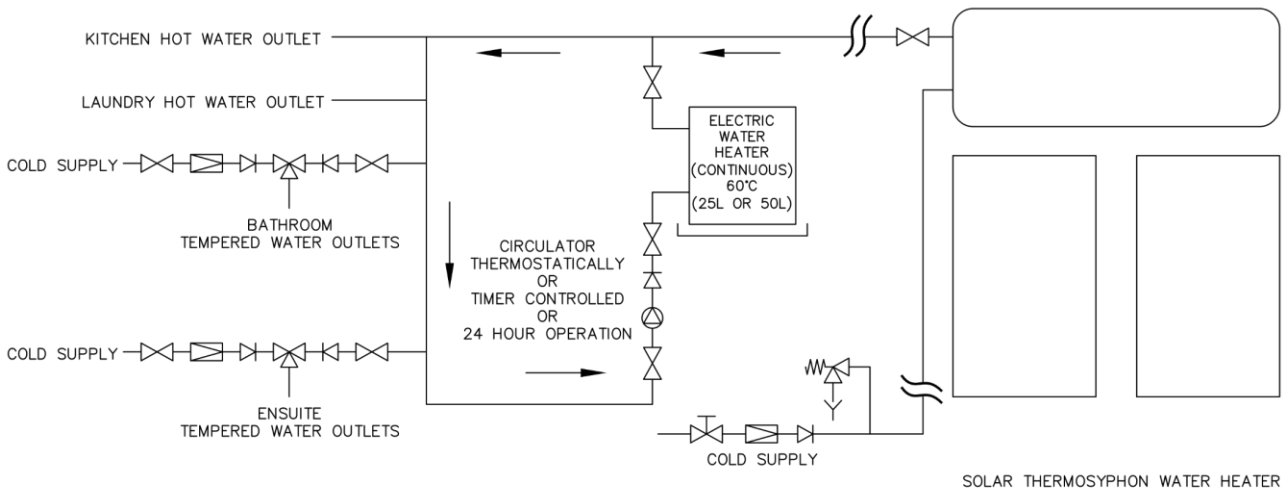 KITCHEN HOT WATER OUTLET
LAUNDRY HOT WATER OUTLET
COLD SUPPLY
BATHROOM
TEMPERED WATER OUTLETS
ELECTRIC
WATER
HEATER
(CONTINUOUS)
60°C
(25L OR 50L)
CIRCULATOR
THERMOSTATICALLY
OR
TIMER CONTROLLED
OR
24 HOUR OPERATION
COLD SUPPLY
ENSUITE
TEMPERED WATER OUTLETS
COLD SUPPLY
SOLAR THERMOSYPHON WATER HEATER